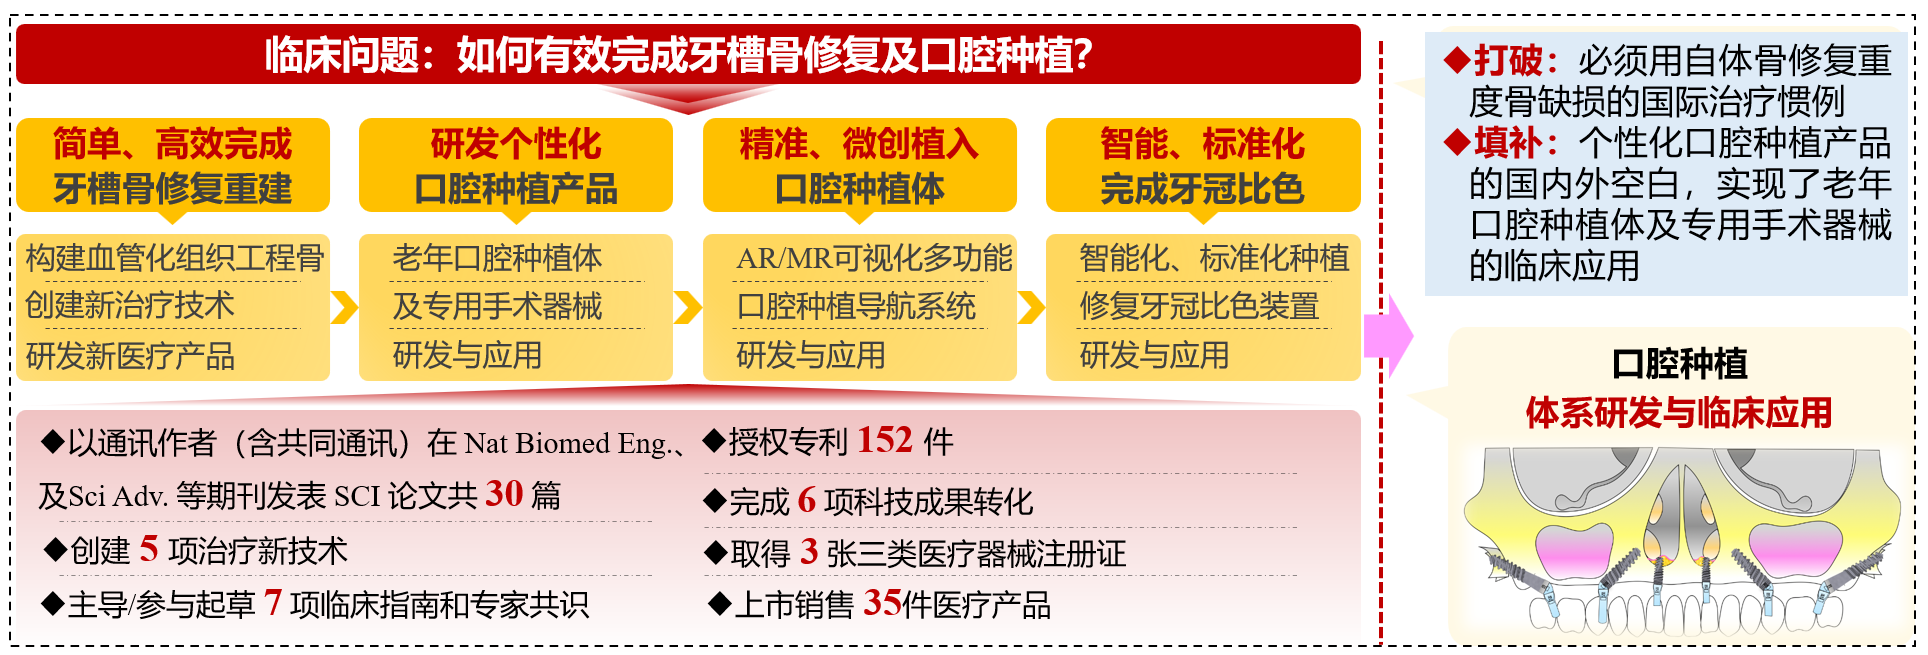 临床问题：如何有效完成牙槽骨修复及口腔种植？
简单、高效完成
牙槽骨修复重建
研发个性化
口腔种植产品
精准、微创植入
口腔种植体
智能、标准化
完成牙冠比色
构建血管化组织工程骨
创建新治疗技术
研发新医疗产品
老年口腔种植体
及专用手术器械
研发与应用
AR/MR可视化多功能
口腔种植导航系统
研发与应用
智能化、标准化种植
修复牙冠比色装置
研发与应用
◆以通讯作者（含共同通讯）在 Nat Biomed Eng.、
及Sci Adv. 等期刊发表 SCI 论文共 30 篇
◆创建 5 项治疗新技术
◆主导/参与起草 7 项临床指南和专家共识
◆授权专利 152 件
◆完成 6 项科技成果转化
◆取得 3 张三类医疗器械注册证
◆上市销售 35件医疗产品
◆打破：必须用自体骨修复重
度骨缺损的国际治疗惯例
◆填补：个性化口腔种植产品
的国内外空白，实现了老年
口腔种植体及专用手术器械
的临床应用
口腔种植
体系研发与临床应用